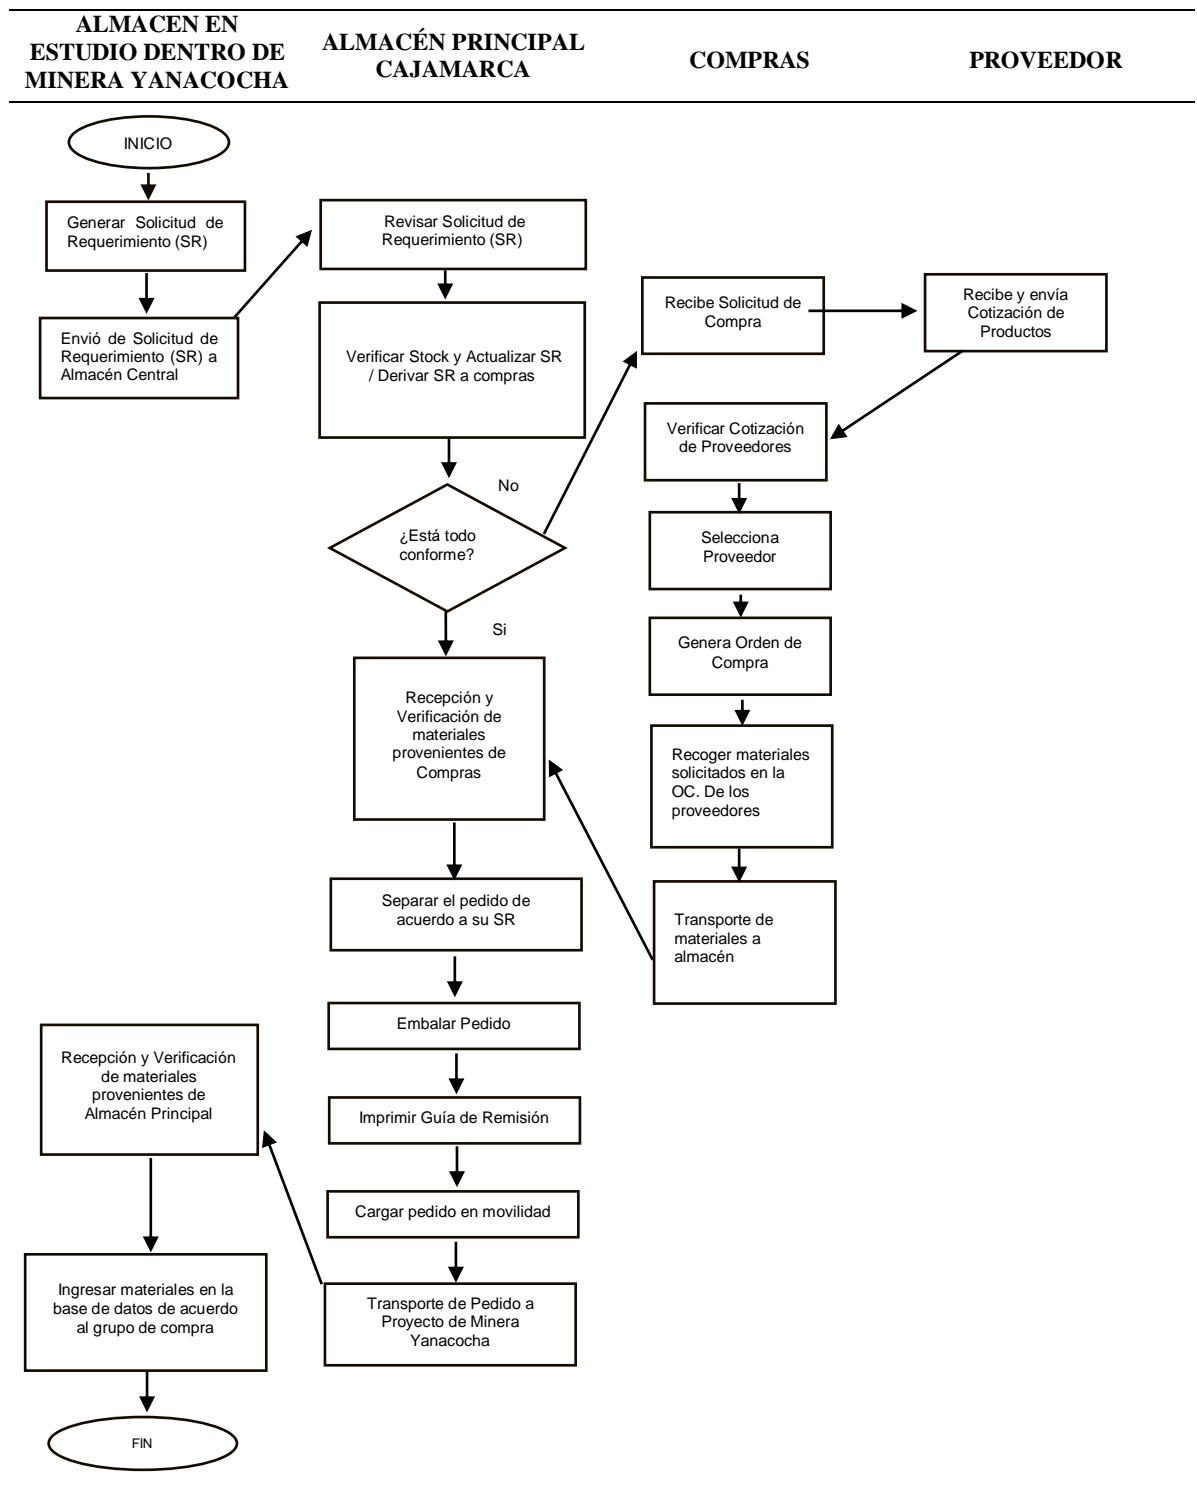 ALMACEN EN
ESTUDIO DENTRO DE
MINERA YANACOCHA
ALMACÉN PRINCIPAL
CAJAMARCA
COMPRAS
PROVEEDOR
INICIO
Generar Solicitud de
Requerimiento (SR)
Envió de Solicitud de
Requerimiento (SR) a
Almacén Central
Revisar Solicitud de
Requerimiento (SR)
Verificar Stock y Actualizar SR
/ Derivar SR a compras
¿Está todo
conforme?
No
Si
Recibe Solicitud de
Compra
Recibe y envía
Cotización de
Productos
Verificar Cotización
de Proveedores
Selecciona
Proveedor
Genera Orden de
Compra
Recoger materiales
solicitados en la
OC. De los
proveedores
Transporte de
materiales a
almacén
Recepción y
Verificación de
materiales
provenientes de
Compras
Separar el pedido de
acuerdo a su SR
Embalar Pedido
Imprimir Guía de Remisión
Cargar pedido en movilidad
Transporte de Pedido a
Proyecto de Minera
Yanacocha
Recepción y Verificación
de materiales
provenientes de
Almacén Principal
Ingresar materiales en la
base de datos de acuerdo
al grupo de compra
FIN